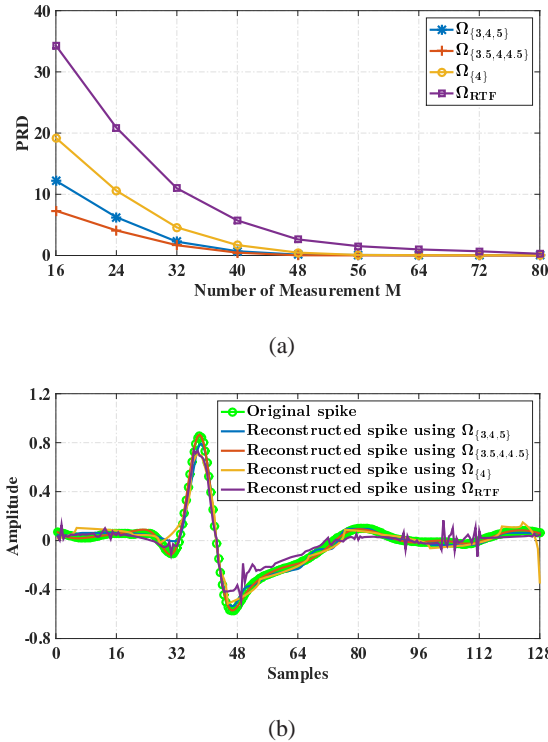 40
30
20
10
0
PRD
16 24 32 40 48 56 64 72 80
Number of Measurement M
Ω{3,4,5}
Ω{3.5,4,4.5}
Ω{4}
ΩRTF
(a)
1.2
0.8
0.4
0
-0.4
-0.8
Amplitude
0 16 32 48 64 80 96 112 128
Samples
Original spike
Reconstructed spike using Ω{3,4,5}
Reconstructed spike using Ω{3.5,4,4.5}
Reconstructed spike using Ω{4}
Reconstructed spike using ΩRTF
(b)